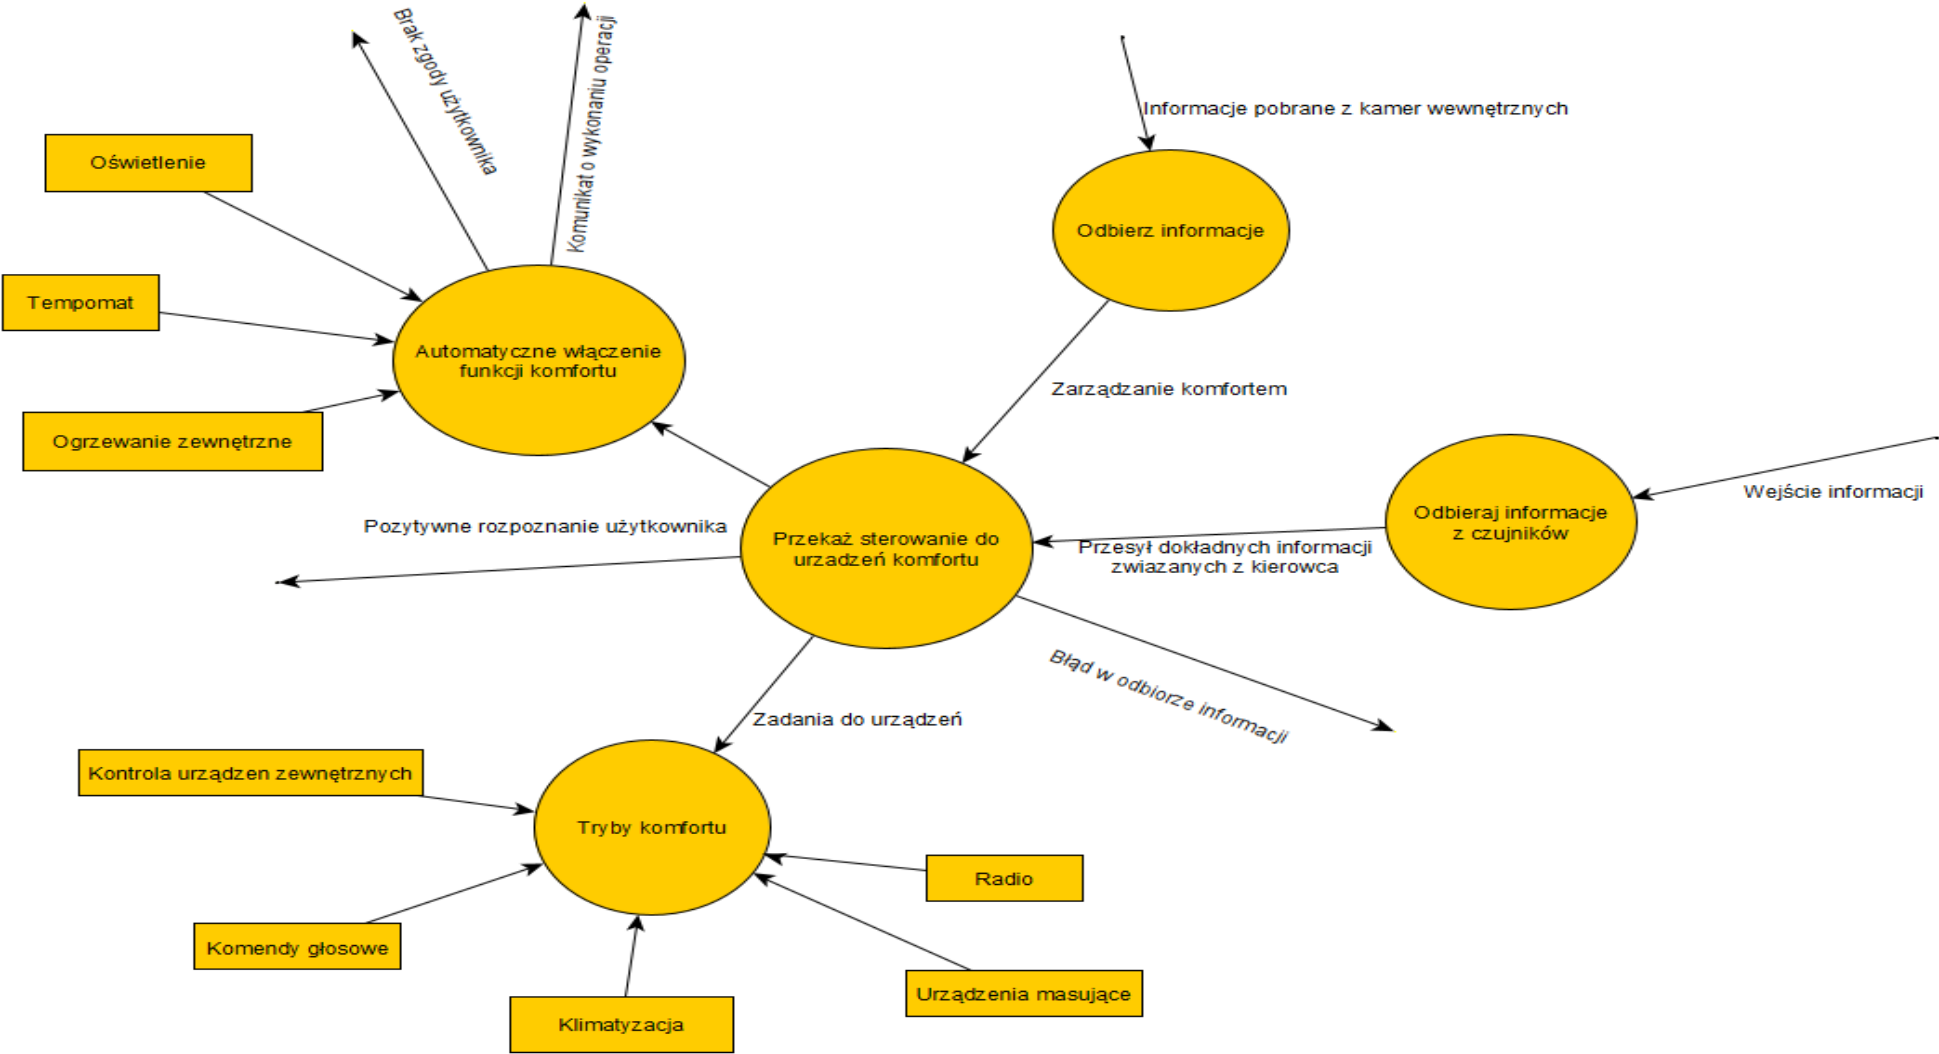 Brak zgody użytkownika
Komunikat o wykonaniu operacji
Informacje pobrane z kamer wewnętrznych
Oświetlenie
Odbierz informacje
Tempomat
Automatyczne włączenie
funkcji komfortu
Zarządzanie komfortem
Ogrzewanie zewnętrzne
Wejście informacji
Odbieraj informacje
z czujników
Pozytywne rozpoznanie użytkownika
Przekaż sterowanie do
urzadzeń komfortu
Przesył dokładnych informacji
zwiazanych z kierowca
Błąd w odbiorze informacji
Zadania do urządzeń
Kontrola urządzen zewnętrznych
Tryby komfortu
Radio
Komendy głosowe
Urządzenia masujące
Klimatyzacja